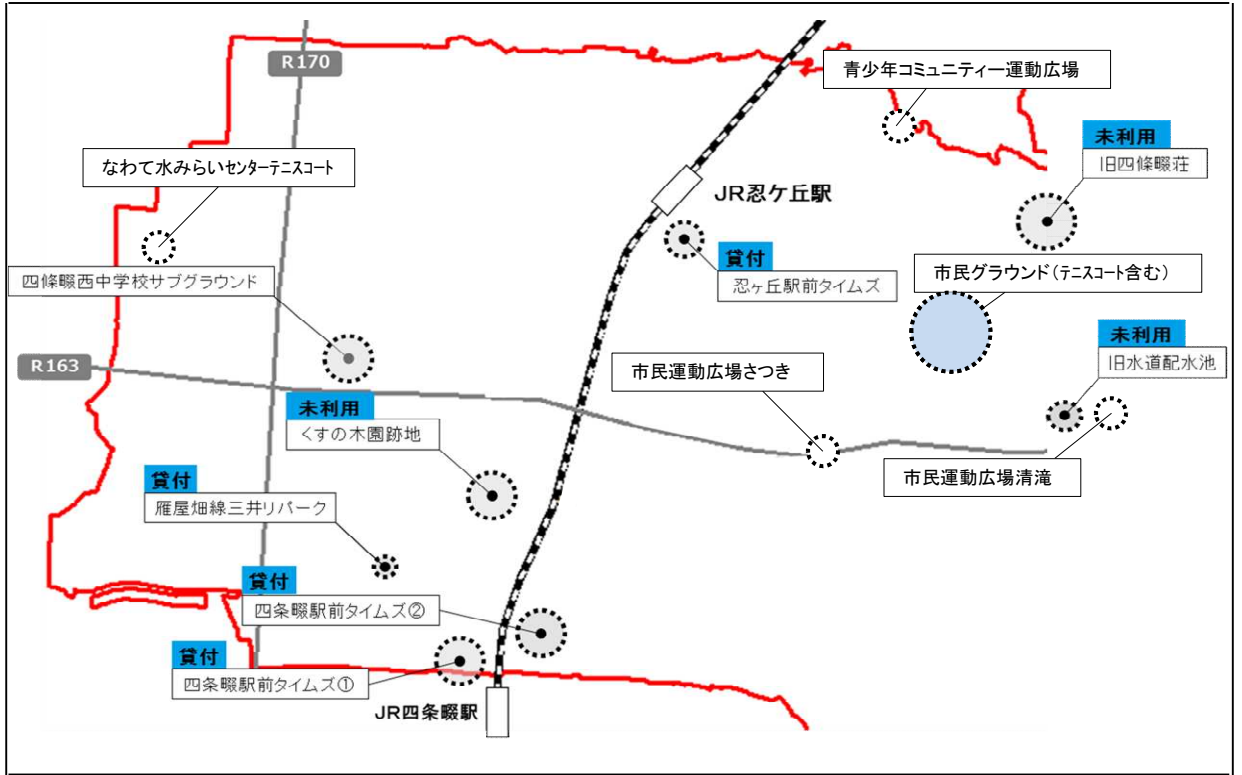 R170
青少年コミュニティー運動広場
未利用
旧四條畷荘
なわて水みらいセンターテニスコート
JR忍ケ丘駅
貸付
忍ヶ丘駅前タイムズ
四條畷西中学校サブグラウンド
市民グラウンド(テニスコート含む)
未利用
旧水道配水池
R163
市民運動広場さつき
未利用
くすの木園跡地
市民運動広場清滝
貸付
雁屋畑線三井リパーク
貸付
四条畷駅前タイムズ②
貸付
四条畷駅前タイムズ①
JR四条畷駅